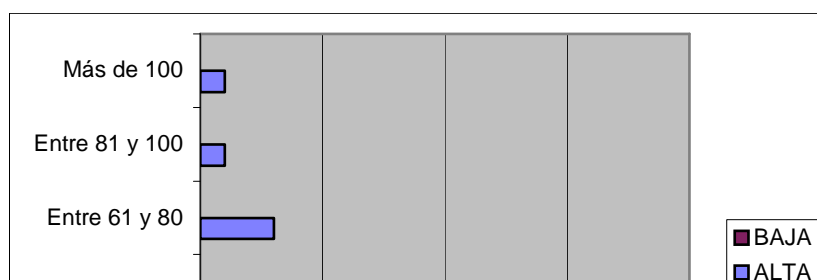 Más de 100
Entre 81 y 100
Entre 61 y 80
BAJA
ALTA